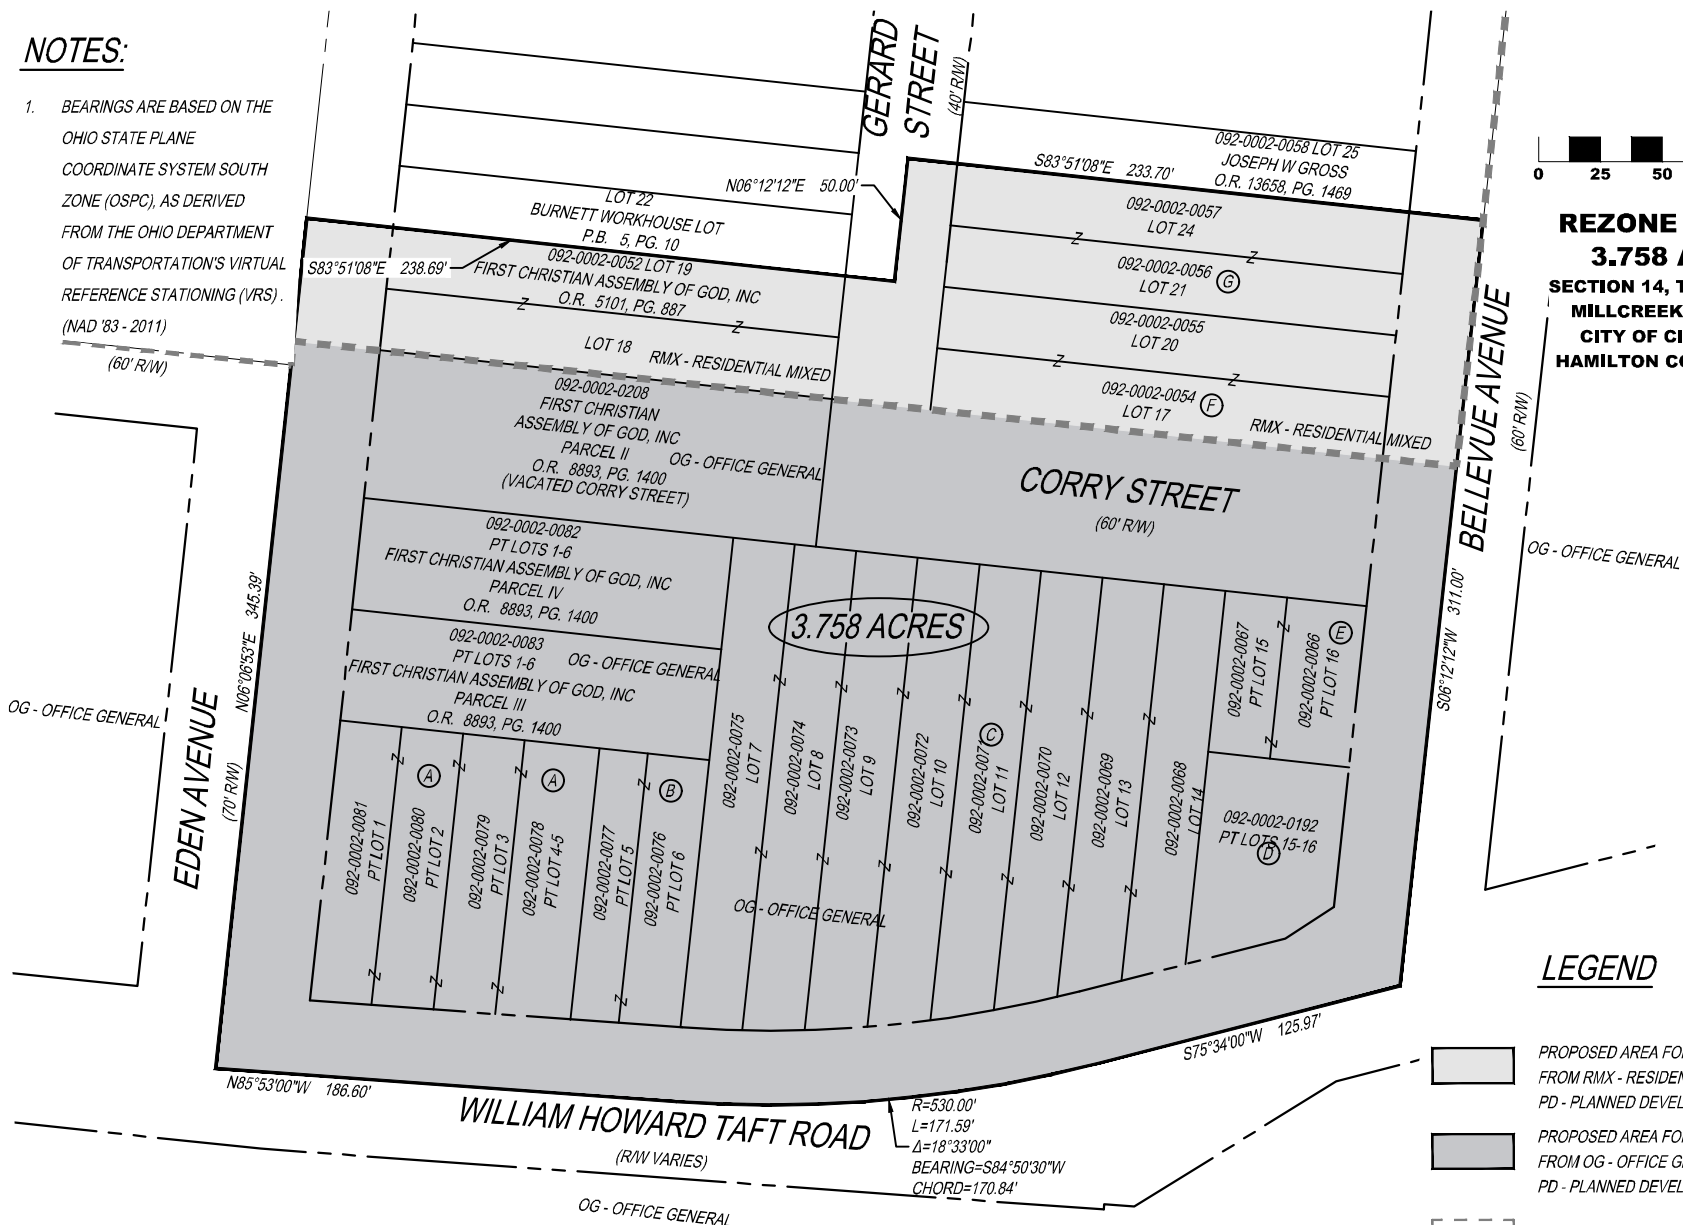 NOTES:
1. BEARINGS ARE BASED ON THE
OHIO STATE PLANE
COORDINATE SYSTEM SOUTH
ZONE (OSPC), AS DERIVED
FROM THE OHIO DEPARTMENT
OF TRANSPORTATION'S VIRTUAL
REFERENCE STATIONING (VRS).
(NAD '83 - 2011)
(60' R/W)
GERARD
STREET
(40' R/W)
N06°12'12"E 50.00'
S83°51'08"E 233.70'
092-0002-0058 LOT 25
JOSEPH W GROSS
O.R. 13658, PG. 1469
0 25 50
REZONE
3.758
SECTION 14,
MILLCREEK
CITY OF
HAMILTON
LOT 22
BURNETT WORKHOUSE LOT
P.B. 5, PG. 10
S83°51'08"E 238.69'
092-0002-0052 LOT 19
FIRST CHRISTIAN ASSEMBLY OF GOD, INC
O.R. 5101, PG. 887
Z Z
LOT 18
RMX - RESIDENTIAL MIXED
092-0002-0057
LOT 24
Z Z
092-0002-0056 G
LOT 21
092-0002-0055
LOT 20
Z Z
092-0002-0054 F
LOT 17
RMX - RESIDENTIAL MIXED
BELLEVUE AVENUE
(60' R/W)
092-0002-0208
FIRST CHRISTIAN
ASSEMBLY OF GOD, INC
PARCEL II
O.R. 8893, PG. 1400
(VACATED CORRY STREET)
OG - OFFICE GENERAL
CORRY STREET
(60' R/W)
OG - OFFICE GENERAL
S06°12'12"W 311.00'
092-0002-0082
PT LOTS 1-6
FIRST CHRISTIAN ASSEMBLY OF GOD, INC
PARCEL IV
O.R. 8893, PG. 1400
3.758 ACRES
092-0002-0083
PT LOTS 1-6
OG - OFFICE GENERAL
FIRST CHRISTIAN ASSEMBLY OF GOD, INC
PARCEL III
O.R. 8893, PG. 1400
N06°06'53"E 345.39'
OG - OFFICE GENERAL
EDEN AVENUE
(70' R/W)
092-0002-0081
PT LOT 1
Z Z
A
092-0002-0080
PT LOT 2
Z Z
092-0002-0079
PT LOT 3
Z Z
A
092-0002-0078
PT LOT 4-5
092-0002-0077
PT LOT 5
Z Z
B
092-0002-0076
PT LOT 6
092-0002-0075
LOT 7
Z Z
092-0002-0074
LOT 8
Z Z
092-0002-0073
LOT 9
Z Z
092-0002-0072
LOT 10
Z Z
C
092-0002-0071
LOT 11
Z Z
092-0002-0070
LOT 12
Z Z
092-0002-0069
LOT 13
Z Z
092-0002-0068
LOT 14
092-0002-0067
PT LOT 15
Z Z
E
092-0002-0066
PT LOT 16
092-0002-0192
PT LOTS 15-16
D
OG - OFFICE GENERAL
N85°53'00"W 186.60'
WILLIAM HOWARD TAFT ROAD
(R/W VARIES)
R=530.00'
L=171.59'
Δ=18°33'00"
BEARING=S84°50'30"W
CHORD=170.84'
S75°34'00"W 125.97'
OG - OFFICE GENERAL
LEGEND
PROPOSED AREA
FROM RMX -
PD - PLANNED
PROPOSED AREA
FROM OG - OFFICE
PD - PLANNED